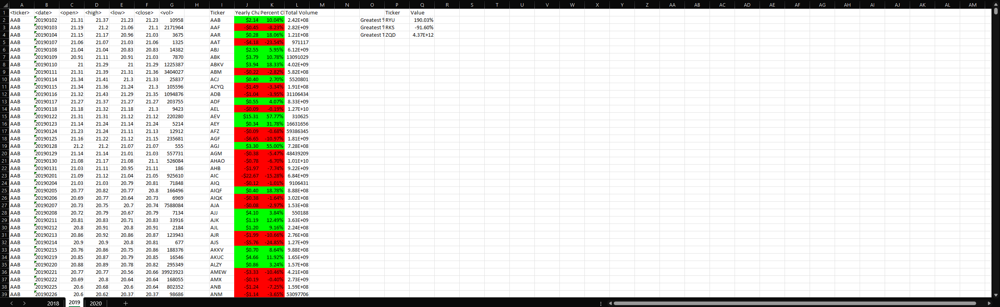 A B C D E F G H I J K L M N O P Q R S T U V W X Y Z AA AB AC AD AE AF AG AH AI AJ AK AL AM
1 <ticker> <date> <open> <high> <low> <close> <vol> Ticker Yearly Cha Percent Cl Total Volume Ticker Value
2 AAB 20190102 21.31 21.37 21.23 21.23 10958 AAB $2.14 10.04% 2.42E+08 Greatest % RYU 190.03%
3 AAB 20190103 21.19 21.2 21.06 21.1 2171964 AAF -$0.45 -8.23% 2.82E+09 Greatest % RKS -91.60%
4 AAB 20190104 21.15 21.17 20.96 21.03 3675 AAR $0.28 18.06% 1.21E+08 Greatest T ZQD 4.37E+12
5 AAB 20190107 21.06 21.07 21.03 21.06 1325 AAT -$4.18 -23.54% 971117
6 AAB 20190108 21.04 21.04 20.83 20.83 14382 ABJ $2.55 5.95% 6.12E+09
7 AAB 20190109 20.91 21.11 20.91 21.03 7870 ABK $3.79 10.78% 13091029
8 AAB 20190110 21 21.29 21 21.29 1225387 ABKV $3.94 18.33% 4.02E+09
9 AAB 20190111 21.31 21.39 21.31 21.36 3404027 ABM -$0.22 -2.82% 5.82E+08
10 AAB 20190114 21.34 21.41 21.3 21.33 25837 ACJ $0.40 2.70% 5520801
11 AAB 20190115 21.34 21.36 21.24 21.3 105596 ACYQ -$1.49 -3.34% 1.91E+08
12 AAB 20190116 21.32 21.43 21.29 21.35 1094876 ADB -$1.04 -3.95% 31106434
13 AAB 20190117 21.27 21.37 21.27 21.27 203755 ADF $0.55 4.07% 8.33E+09
14 AAB 20190118 21.18 21.32 21.18 21.3 9423 AEL -$0.09 -0.19% 1.27E+10
15 AAB 20190122 21.31 21.31 21.12 21.12 220280 AEV $15.31 57.77% 310625
16 AAB 20190123 21.14 21.24 21.14 21.24 5214 AEY $0.34 31.78% 16631656
17 AAB 20190124 21.23 21.24 21.11 21.13 12912 AFZ -$0.09 -0.68% 59386345
18 AAB 20190125 21.16 21.22 21.12 21.15 235681 AGF -$6.65 -10.97% 1.81E+09
19 AAB 20190128 21.2 21.2 21.07 21.07 555 AGJ $3.30 55.00% 7.28E+08
20 AAB 20190129 21.14 21.14 21.01 21.03 557731 AGM -$0.38 -5.47% 48439209
21 AAB 20190130 21.08 21.17 21.08 21.1 526084 AHAO -$0.78 -6.70% 1.01E+10
22 AAB 20190131 21.03 21.11 20.95 21.11 186 AHB -$1.97 -7.74% 9.22E+09
23 AAB 20190201 21.09 21.12 21.04 21.05 925610 AIC -$22.67 -15.28% 6.84E+09
24 AAB 20190204 21.03 21.03 20.79 20.81 71848 AIQ -$0.12 -1.01% 9106431
25 AAB 20190205 20.77 20.82 20.77 20.8 166496 AIQF $0.40 18.78% 8.88E+08
26 AAB 20190206 20.69 20.77 20.64 20.73 6969 AIQK -$0.38 -1.64% 3.02E+08
27 AAB 20190207 20.73 20.75 20.7 20.74 7588084 AJA -$0.08 -2.97% 1.53E+08
28 AAB 20190208 20.72 20.79 20.67 20.79 7134 AJJ $4.10 3.84% 550188
29 AAB 20190211 20.81 20.83 20.71 20.83 33916 AJK $1.19 12.49% 3.63E+09
30 AAB 20190212 20.8 20.91 20.8 20.91 2184 AJL $1.20 9.16% 2.24E+08
31 AAB 20190213 20.86 20.92 20.86 20.87 123943 AJR -$1.99 -10.66% 2.76E+08
32 AAB 20190214 20.9 20.9 20.8 20.81 677 AJS -$5.76 -24.85% 1.27E+09
33 AAB 20190215 20.76 20.86 20.75 20.86 188376 AKKV $0.70 8.64% 9.88E+08
34 AAB 20190219 20.85 20.87 20.79 20.85 16546 AKUC $4.66 11.92% 1.65E+09
35 AAB 20190220 20.88 20.89 20.78 20.82 295349 ALZY $0.86 3.24% 1.57E+08
36 AAB 20190221 20.77 20.77 20.56 20.66 39923923 AMEW -$3.33 -10.46% 4.21E+08
37 AAB 20190222 20.69 20.8 20.64 20.64 168055 AMX -$0.19 -0.40% 2.73E+09
38 AAB 20190225 20.6 20.68 20.6 20.64 802352 ANB -$1.24 -7.25% 1.59E+08
39 AAB 20190226 20.6 20.62 20.37 20.37 98686 ANM -$1.14 -3.65% 53097706
2018 2019 2020